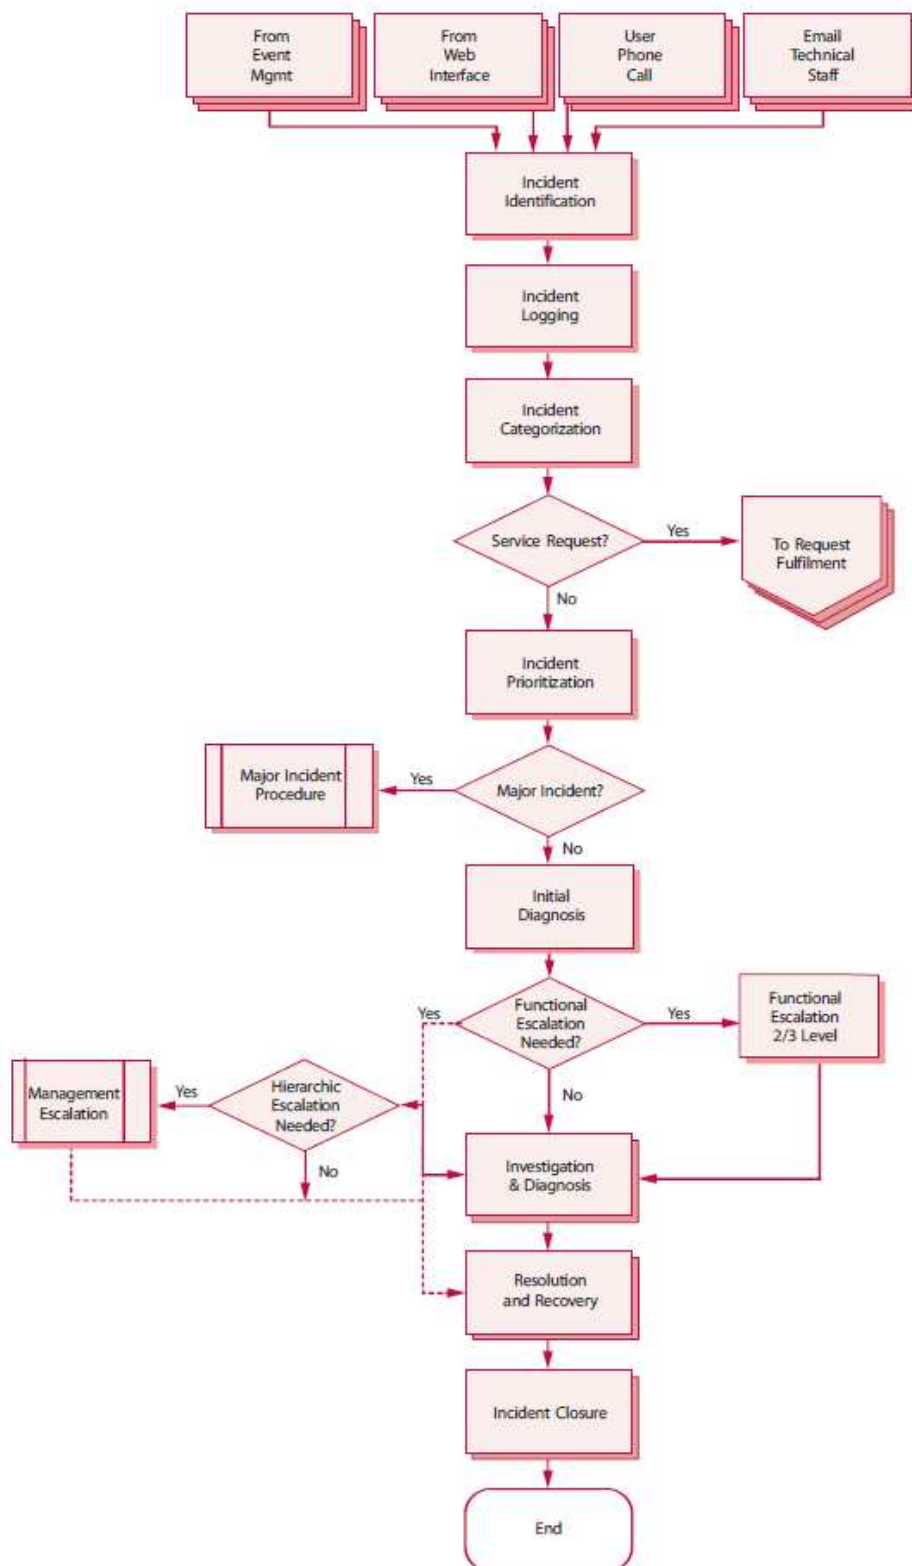 From
Event
Mgmt
From
Web
Interface
User
Phone
Call
Email
Technical
Staff
Incident
Identification
Incident
Logging
Incident
Categorization
Service Request?
Yes
To Request
Fulfilment
No
Incident
Prioritization
Major Incident
Procedure
Yes
Major Incident?
No
Initial
Diagnosis
Yes
Functional
Escalation
Needed?
Yes
Functional
Escalation
2/3 Level
Management
Escalation
Yes
Hierarchic
Escalation
Needed?
No
No
Investigation
& Diagnosis
Resolution
and Recovery
Incident Closure
End